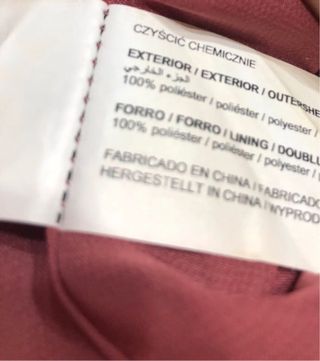 CZYŚCIĆ CHEMICZNIE
EXTERIOR / EXTERIOR / OUTERSHE
الجزء الخارجي
100% poliéster / poliéster / polyester /
FORRO / FORRO / LINING / DOUBLU
100% poliéster / poliéster / polyester /
FABRICADO EN CHINA / FABRICADO
HERGESTELLT IN CHINA / WYPROD